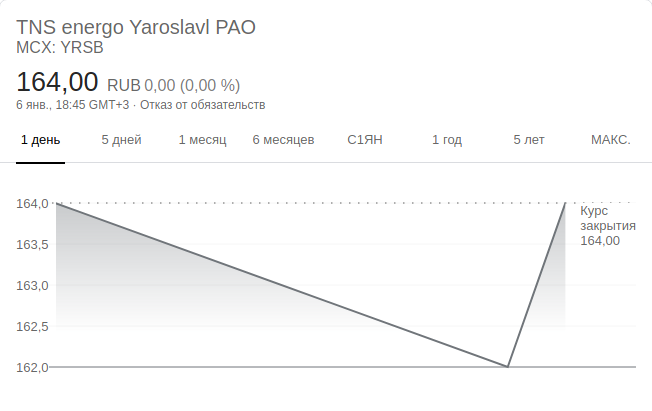 TNS energo Yaroslavl PAO
MCX: YRSB
164,00 RUB 0,00 (0,00 %)
6 янв., 18:45 GMT+3 · Отказ от обязательств
1 день 5 дней 1 месяц 6 месяцев С1ЯН 1 год 5 лет МАКС.
164,0
163,5
163,0
162,5
162,0
Курс
закрытия
164,00